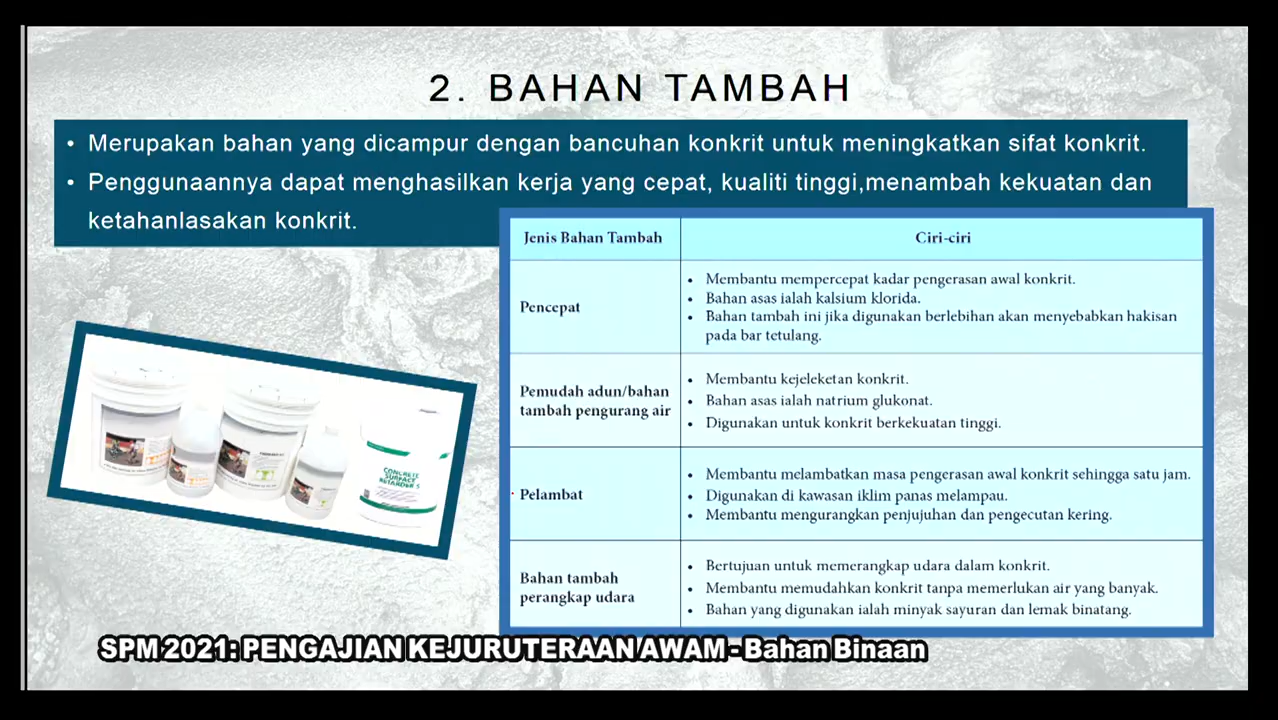 2. BAHAN TAMBAH
• Merupakan bahan yang dicampur dengan bancuhan konkrit untuk meningkatkan sifat konkrit.
• Penggunaannya dapat menghasilkan kerja yang cepat, kualiti tinggi,menambah kekuatan dan
ketahanlasakan konkrit.
Jenis Bahan Tambah
Ciri-ciri
Pencepat
• Membantu mempercepat kadar pengerasan awal konkrit.
• Bahan asas ialah kalsium klorida.
• Bahan tambah ini jika digunakan berlebihan akan menyebabkan hakisan
pada bar tetulang.
Pemudah adun/bahan
tambah pengurang air
• Membantu kejeleketan konkrit.
• Bahan asas ialah natrium glukonat.
• Digunakan untuk konkrit berkekuatan tinggi.
Pelambat
• Membantu melambatkan masa pengerasan awal konkrit sehingga satu jam.
• Digunakan di kawasan iklim panas melampau.
• Membantu mengurangkan penjujuhan dan pengecutan kering.
Bahan tambah
perangkap udara
• Bertujuan untuk memerangkap udara dalam konkrit.
• Membantu memudahkan konkrit tanpa memerlukan air yang banyak.
• Bahan yang digunakan ialah minyak sayuran dan lemak binatang.
CONCRETE
SURFACE
RETARDER
SPM 2021: PENGAJIAN KEJURUTERAAN AWAM - Bahan Binaan